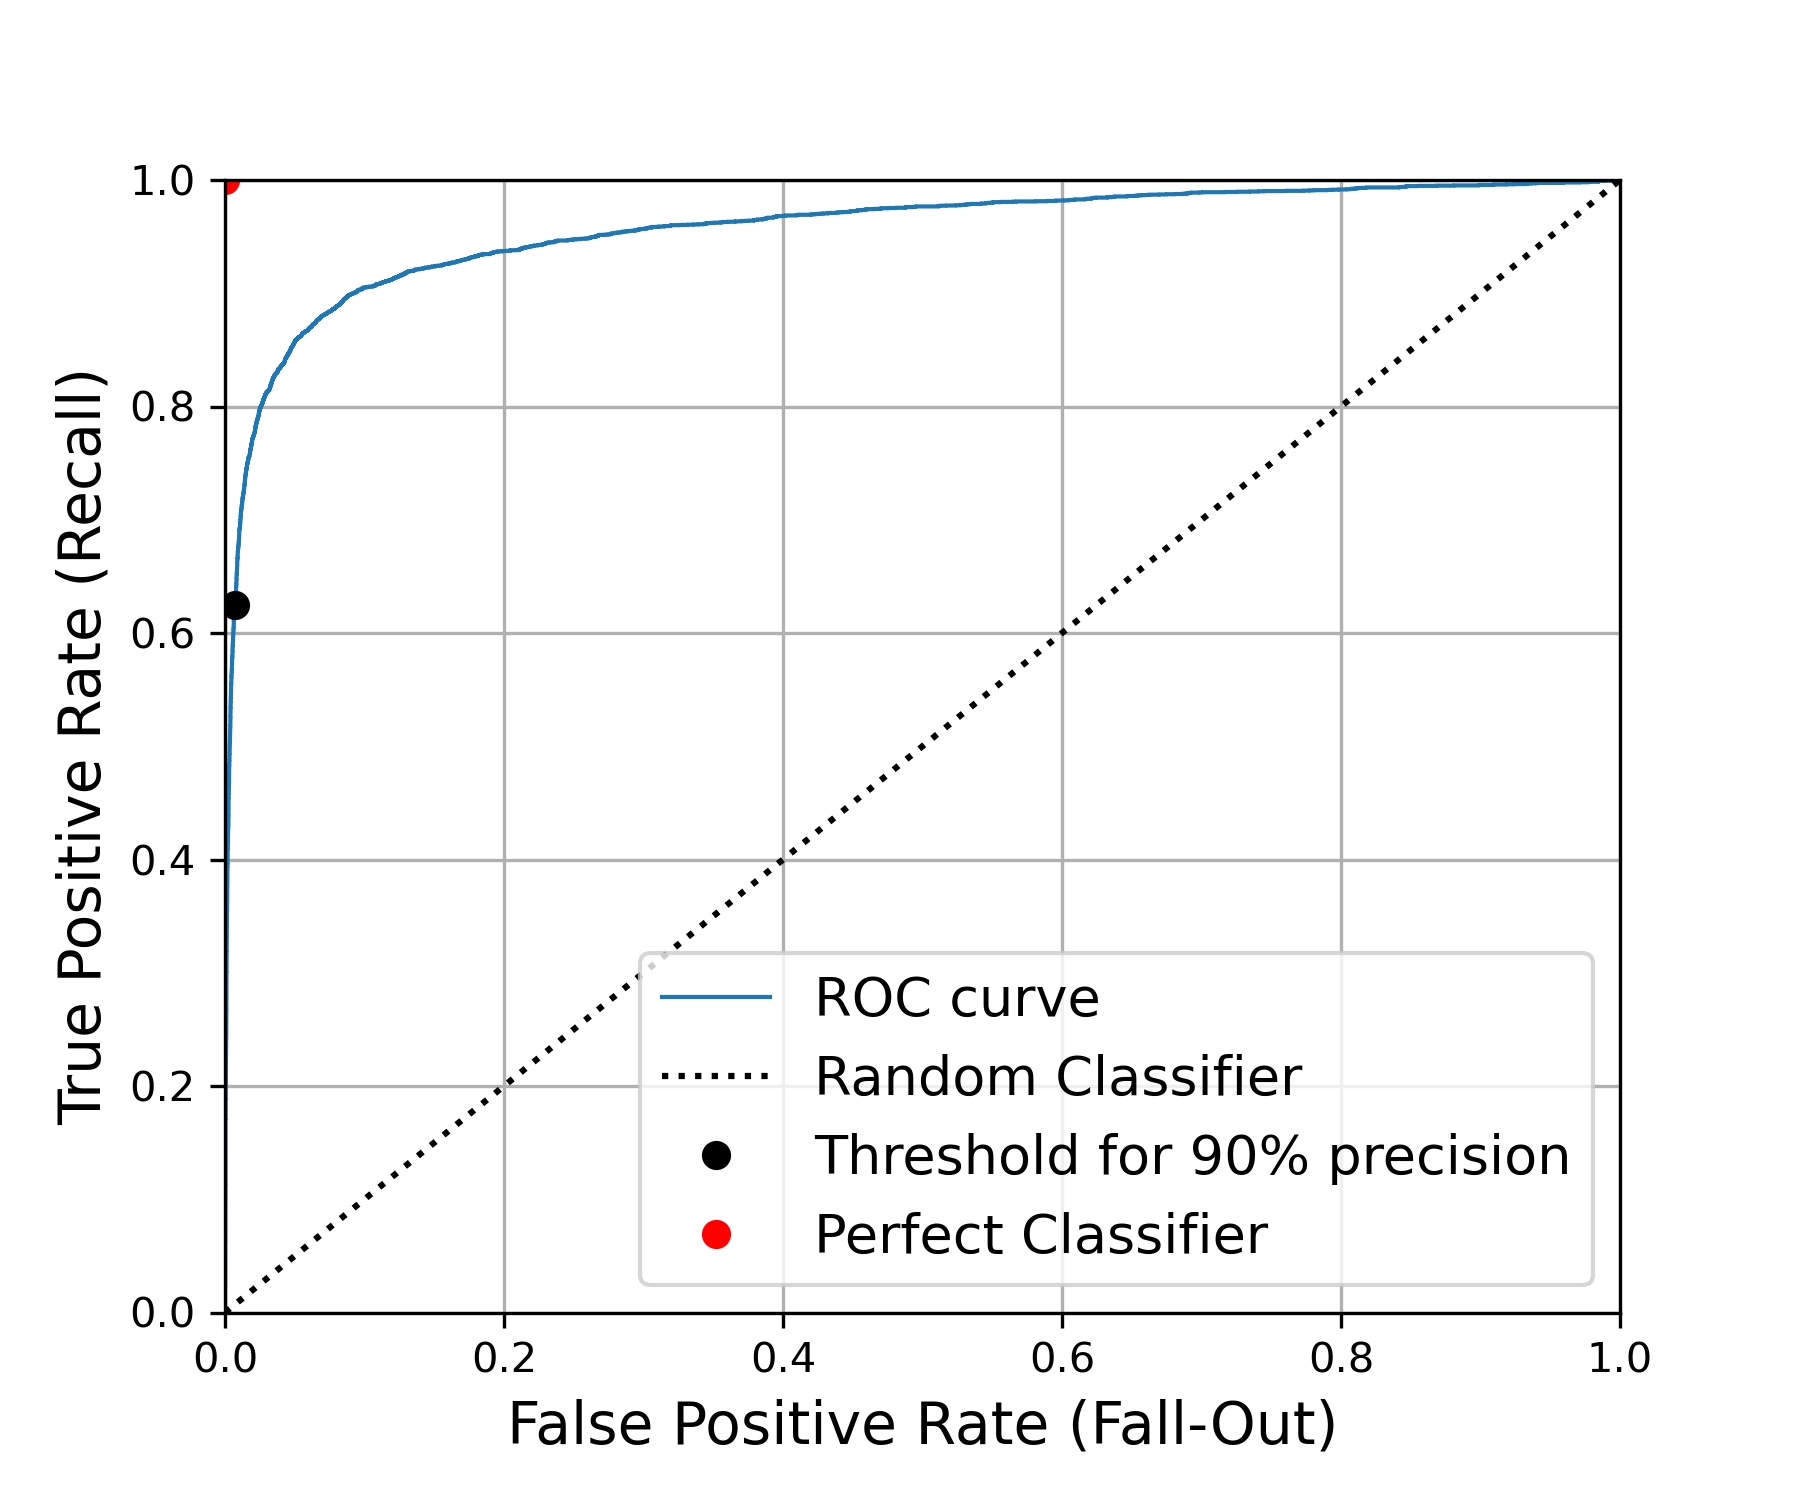 1.0
0.8
0.6
0.4
0.2
0.0
True Positive Rate (Recall)
ROC curve
Random Classifier
Threshold for 90% precision
Perfect Classifier
0.0 0.2 0.4 0.6 0.8 1.0
False Positive Rate (Fall-Out)